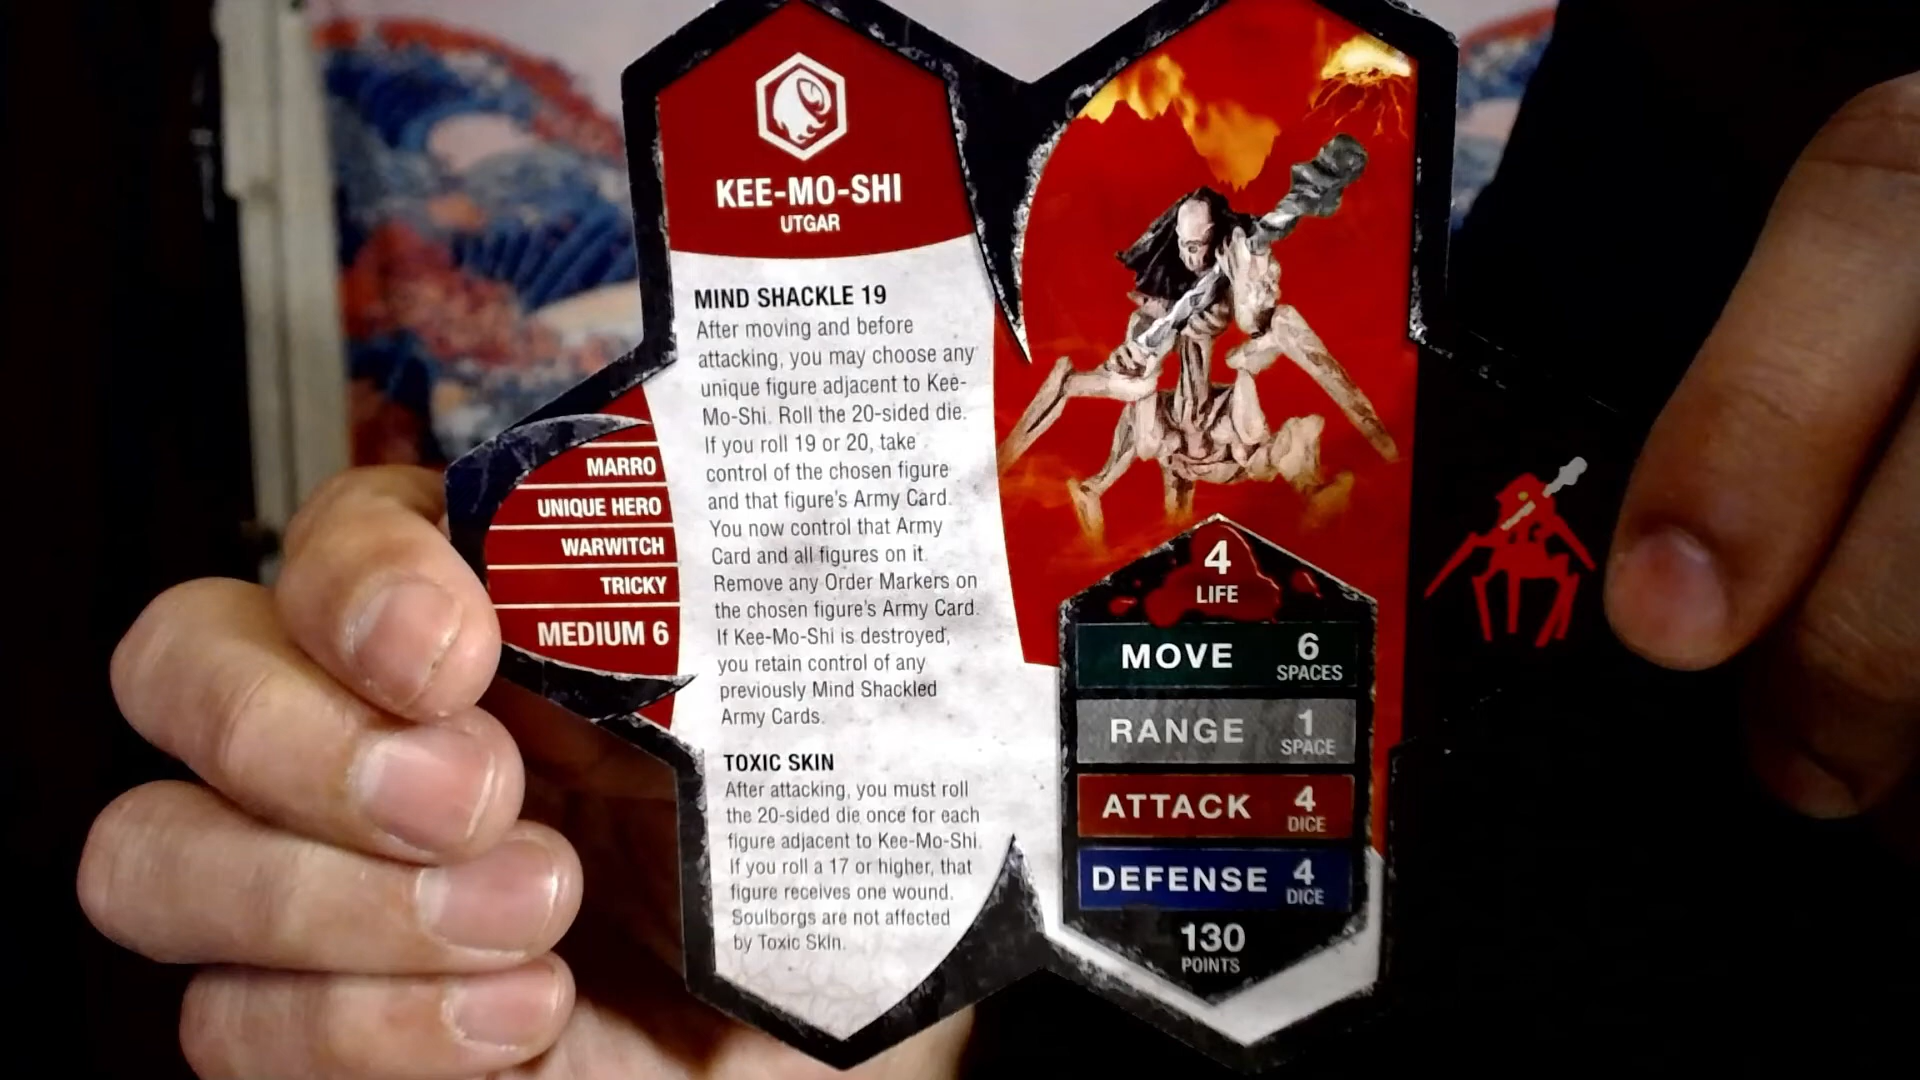 KEE-MO-SHI
UTGAR
MARRO
UNIQUE HERO
WARWITCH
TRICKY
MEDIUM 6
MIND SHACKLE 19
After moving and before
attacking, you may choose any
unique figure adjacent to Kee-
Mo-Shi. Roll the 20-sided die.
If you roll 19 or 20, take
control of the chosen figure
and that figure's Army Card.
You now control that Army
Card and all figures on it.
Remove any Order Markers on
the chosen figure's Army Card.
If Kee-Mo-Shi is destroyed,
you retain control of any
previously Mind Shackled
Army Cards.
TOXIC SKIN
After attacking, you must roll
the 20-sided die once for each
figure adjacent to Kee-Mo-Shi.
If you roll a 17 or higher, that
figure receives one wound.
Soulborgs are not affected
by Toxic Skin.
4
LIFE
MOVE 6
SPACES
RANGE 1
SPACE
ATTACK 4
DICE
DEFENSE 4
DICE
130
POINTS